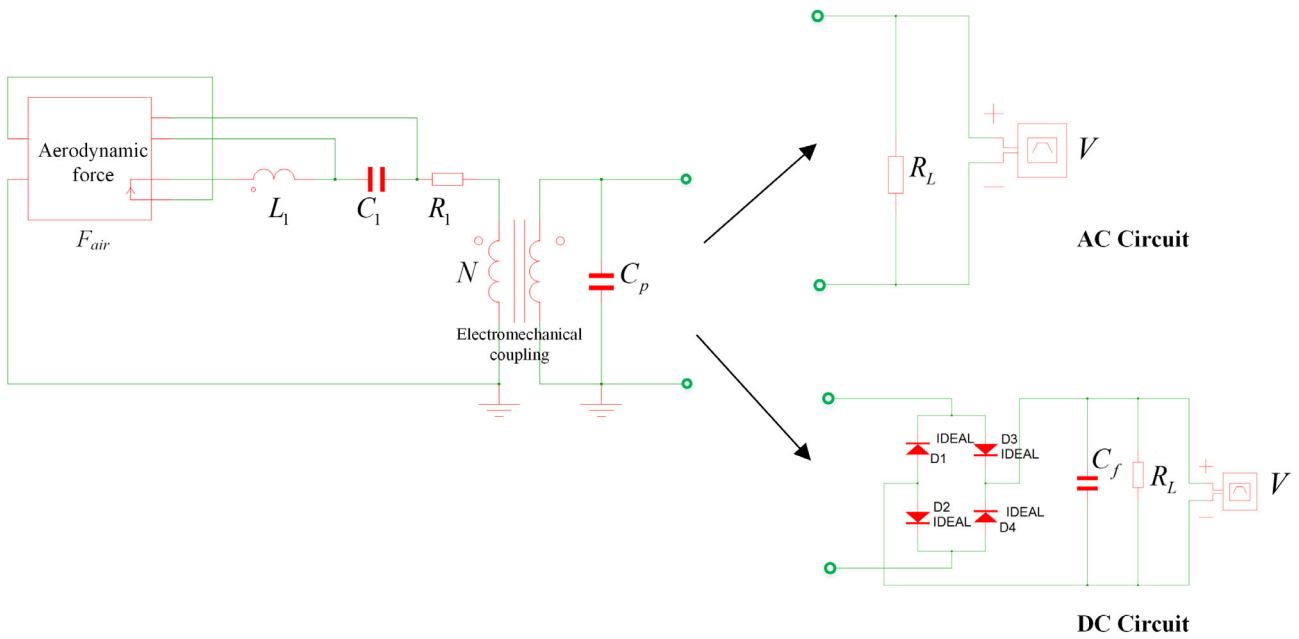 Aerodynamic
force
F_air
L_1
C_1
R_1
N
C_p
Electromechanical
coupling
R_L
+
V
−
AC Circuit
IDEAL
D1
D3
IDEAL
D2
IDEAL
IDEAL
D4
C_f
R_L
+
V
−
DC Circuit